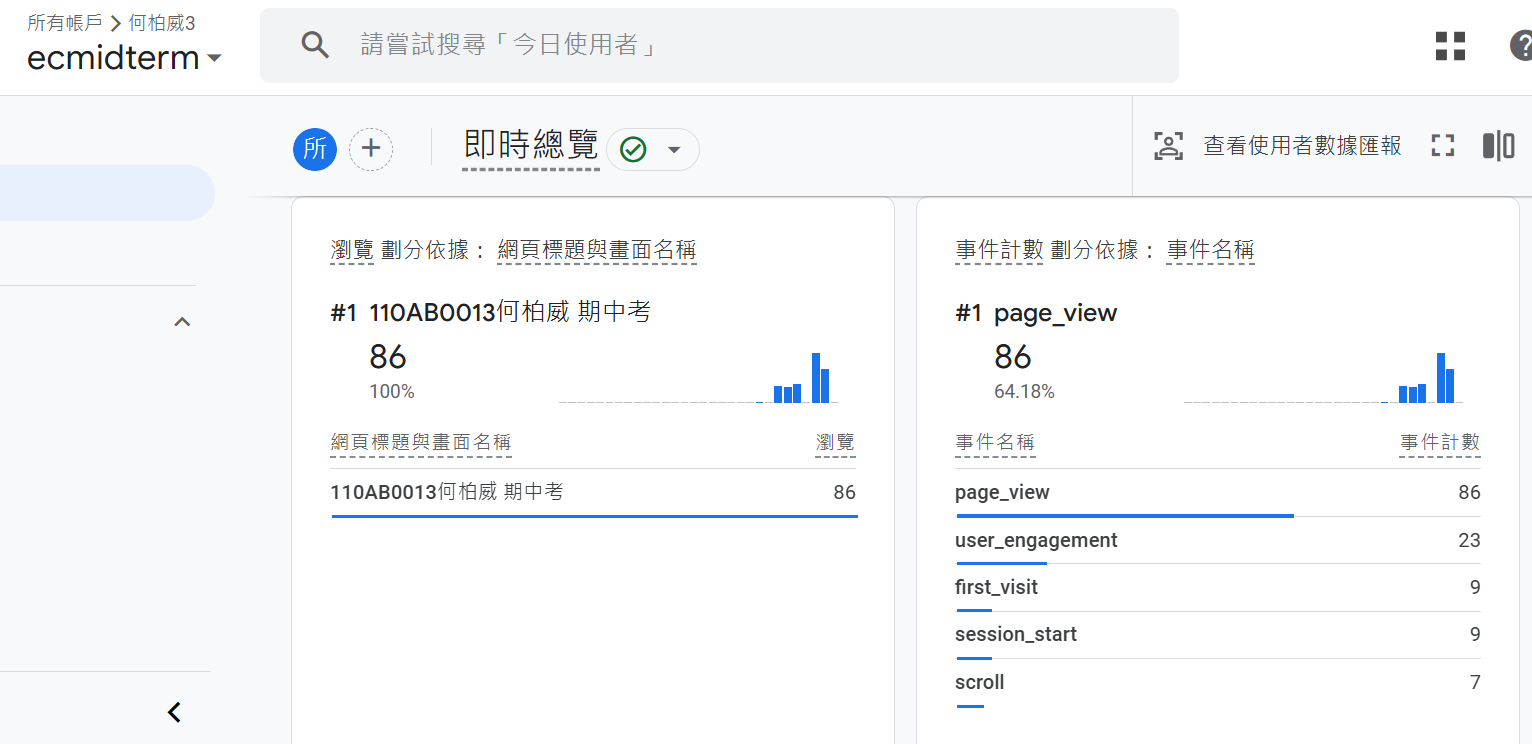 所有帳戶 > 何柏威3
ecmidterm
請嘗試搜尋「今日使用者」
所
即時總覽
查看使用者數據匯報
瀏覽 劃分依據： 網頁標題與畫面名稱
#1 110AB0013何柏威 期中考
86
100%
網頁標題與畫面名稱 瀏覽
110AB0013何柏威 期中考 86
事件計數 劃分依據： 事件名稱
#1 page_view
86
64.18%
事件名稱 事件計數
page_view 86
user_engagement 23
first_visit 9
session_start 9
scroll 7